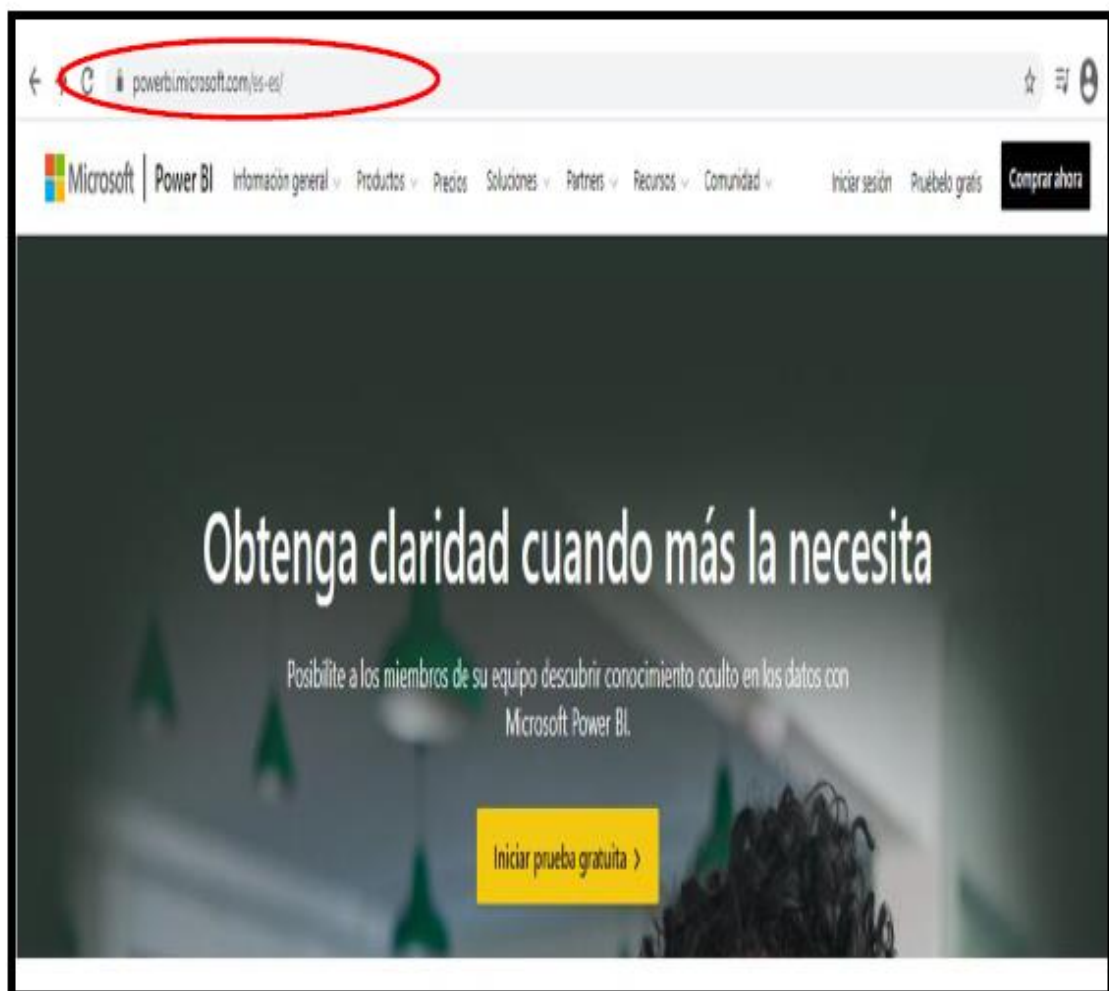 powerbi.microsoft.com/es-es/
Microsoft | Power BI Información general Productos Precios Soluciones Partners Recursos Comunidad Iniciar sesión Pruébelo gratis Comprar ahora
Obtenga claridad cuando más la necesita
Posibilite a los miembros de su equipo descubrir conocimiento oculto en los datos con
Microsoft Power BI.
Iniciar prueba gratuita >